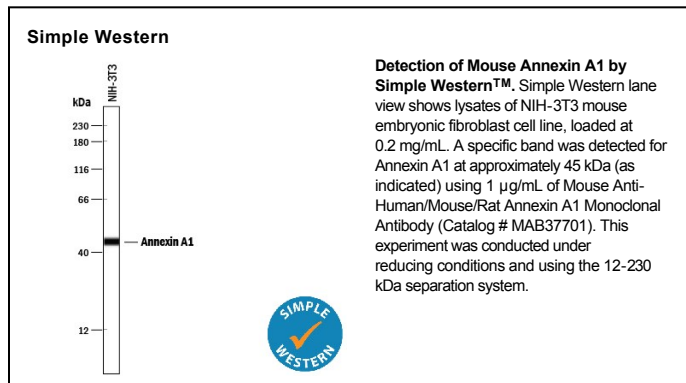 Simple Western
NIH-3T3
kDa
230
180
116
66
Annexin A1
40
12
SIMPLE
WESTERN
Detection of Mouse Annexin A1 by
Simple Western™. Simple Western lane
view shows lysates of NIH-3T3 mouse
embryonic fibroblast cell line, loaded at
0.2 mg/mL. A specific band was detected for
Annexin A1 at approximately 45 kDa (as
indicated) using 1 µg/mL of Mouse Anti-
Human/Mouse/Rat Annexin A1 Monoclonal
Antibody (Catalog # MAB37701). This
experiment was conducted under
reducing conditions and using the 12-230
kDa separation system.